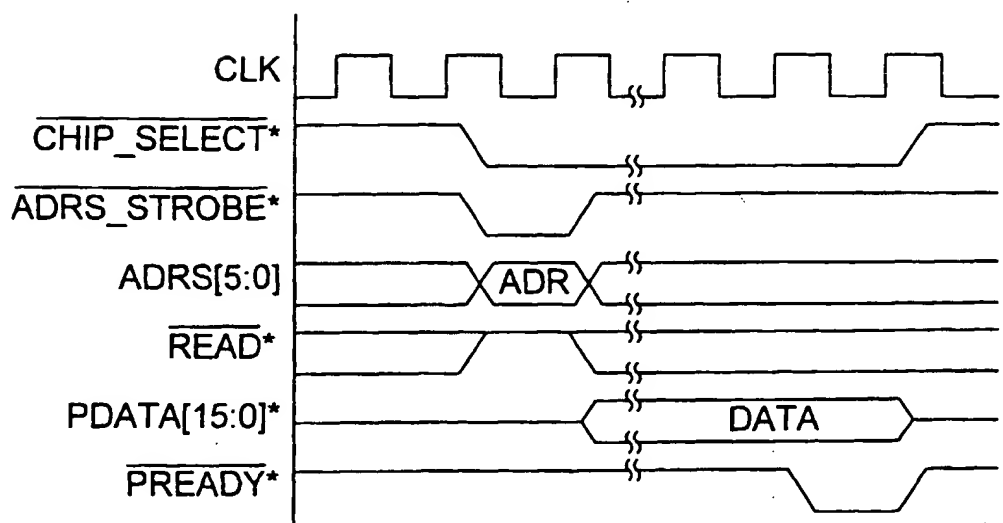 CLK
CHIP_SELECT*
ADRS_STROBE*
ADRS[5:0]
ADR
READ*
PDATA[15:0]*
DATA
PREADY*